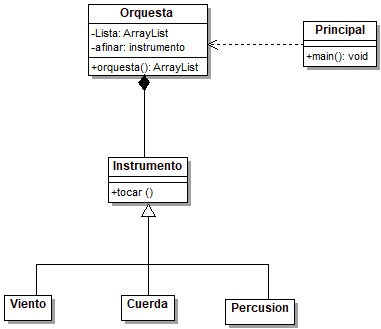 Orquesta
-Lista: ArrayList
-afinar: instrumento
+orquesta(): ArrayList
Principal
+main(): void
Instrumento
+tocar ()
Viento
Cuerda
Percusion